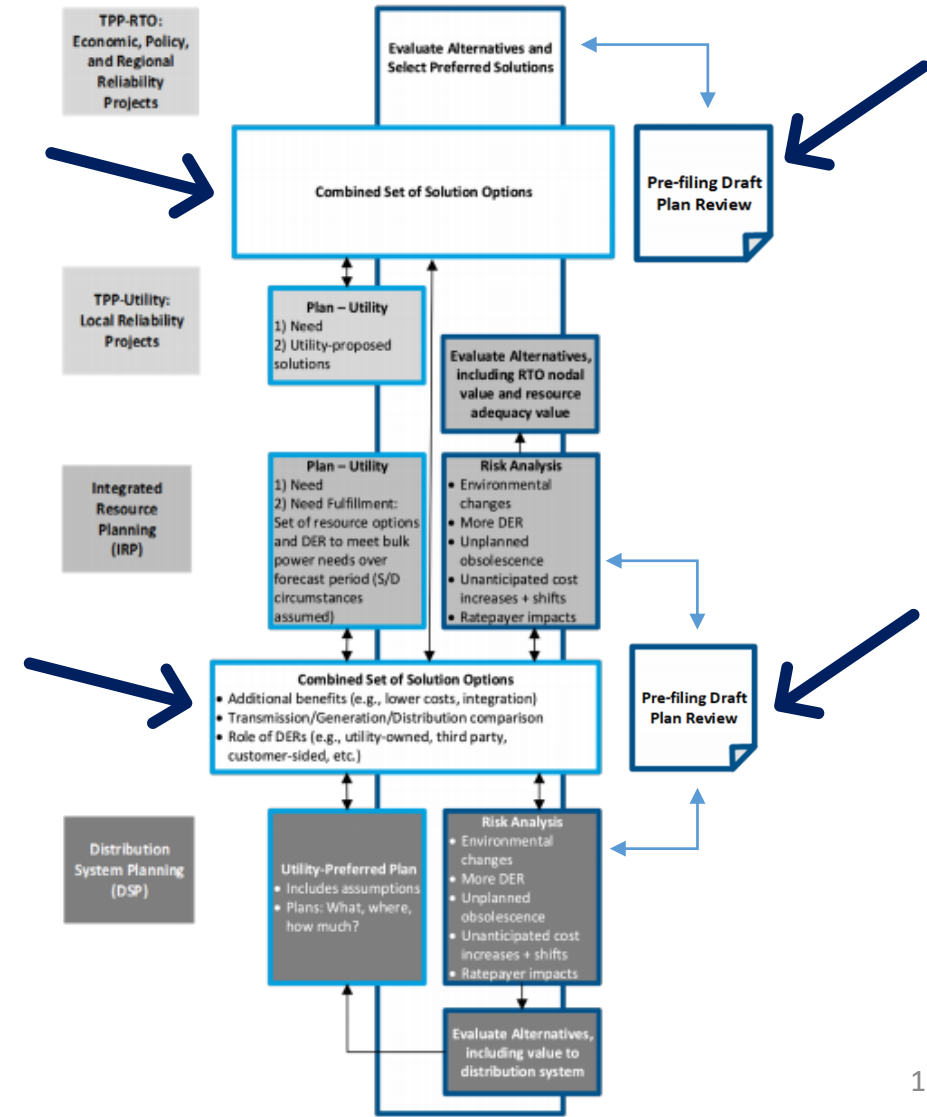 TPP-RTO:
Economic, Policy,
and Regional
Reliability
Projects
Evaluate Alternatives and
Select Preferred Solutions
Combined Set of Solution Options
Pre-filing Draft
Plan Review
TPP-Utility:
Local Reliability
Projects
Plan – Utility
1) Need
2) Utility-proposed
solutions
Evaluate Alternatives,
including RTO nodal
value and resource
adequacy value
Integrated
Resource
Planning
(IRP)
Plan – Utility
1) Need
2) Need Fulfillment:
Set of resource options
and DER to meet bulk
power needs over
forecast period (S/D
circumstances
assumed)
Risk Analysis
• Environmental
changes
• More DER
• Unplanned
obsolescence
• Unanticipated cost
increases + shifts
• Ratepayer impacts
Combined Set of Solution Options
• Additional benefits (e.g., lower costs, integration)
• Transmission/Generation/Distribution comparison
• Role of DERs (e.g., utility-owned, third party,
customer-sided, etc.)
Pre-filing Draft
Plan Review
Distribution
System Planning
(DSP)
Utility-Preferred Plan
• Includes assumptions
• Plans: What, where,
how much?
Risk Analysis
• Environmental
changes
• More DER
• Unplanned
obsolescence
• Unanticipated cost
increases + shifts
• Ratepayer impacts
Evaluate Alternatives,
including value to
distribution system
1